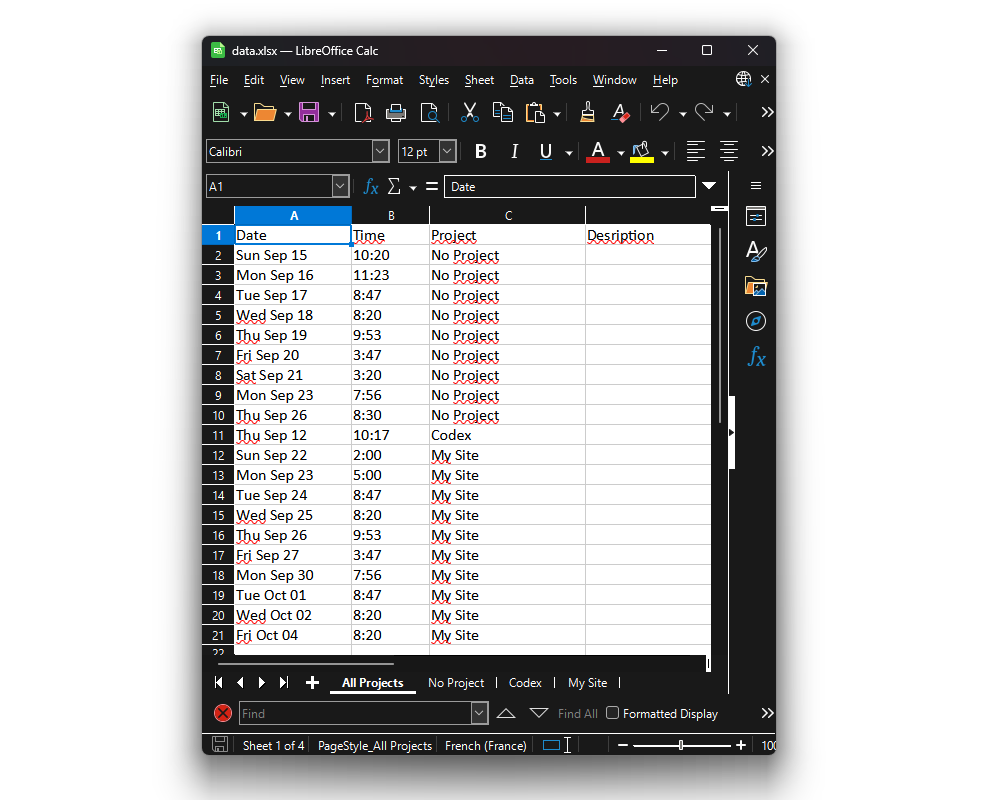 data.xlsx — LibreOffice Calc
File Edit View Insert Format Styles Sheet Data Tools Window Help
Calibri 12 pt B I U A
A1 fx Σ = Date
A B C
1 Date Time Project Desription
2 Sun Sep 15 10:20 No Project
3 Mon Sep 16 11:23 No Project
4 Tue Sep 17 8:47 No Project
5 Wed Sep 18 8:20 No Project
6 Thu Sep 19 9:53 No Project
7 Fri Sep 20 3:47 No Project
8 Sat Sep 21 3:20 No Project
9 Mon Sep 23 7:56 No Project
10 Thu Sep 26 8:30 No Project
11 Thu Sep 12 10:17 Codex
12 Sun Sep 22 2:00 My Site
13 Mon Sep 23 5:00 My Site
14 Tue Sep 24 8:47 My Site
15 Wed Sep 25 8:20 My Site
16 Thu Sep 26 9:53 My Site
17 Fri Sep 27 3:47 My Site
18 Mon Sep 30 7:56 My Site
19 Tue Oct 01 8:47 My Site
20 Wed Oct 02 8:20 My Site
21 Fri Oct 04 8:20 My Site
22
All Projects No Project Codex My Site
Find Find All Formatted Display
Sheet 1 of 4 PageStyle_All Projects French (France) 100